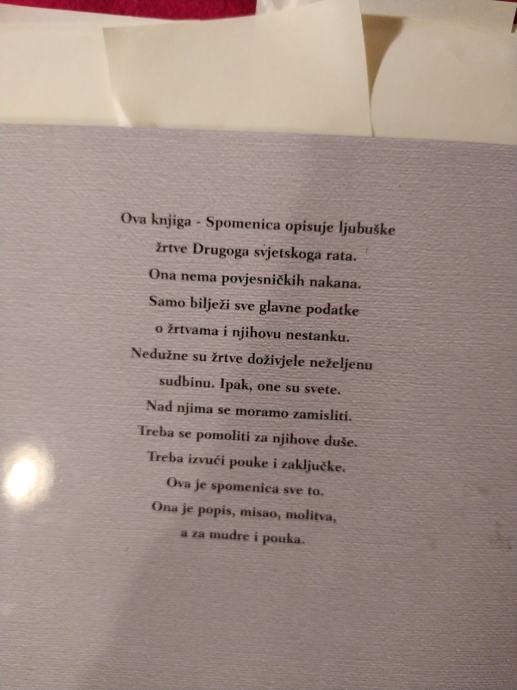 Ova knjiga - Spomenica opisuje ljubuške
žrtve Drugoga svjetskoga rata.
Ona nema povjesničkih nakana.
Samo bilježi sve glavne podatke
o žrtvama i njihovu nestanku.
Nedužne su žrtve doživjele neželjenu
sudbinu. Ipak, one su svete.
Nad njima se moramo zamisliti.
Treba se pomoliti za njihove duše.
Treba izvući pouke i zaključke.
Ova je spomenica sve to.
Ona je popis, misao, molitva,
a za mudre i pouka.